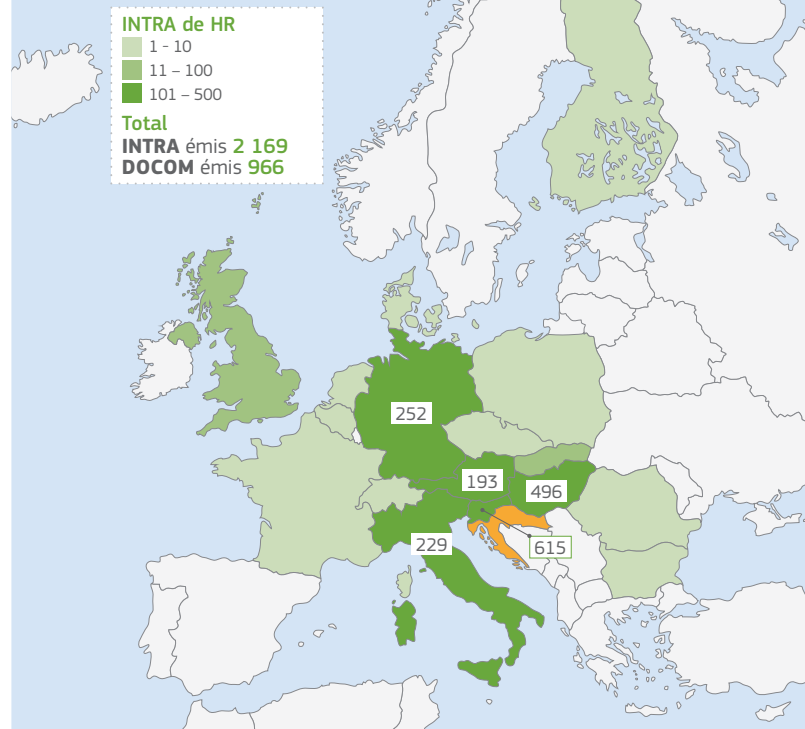 INTRA de HR
1 - 10
11 – 100
101 – 500
Total
INTRA émis 2 169
DOCOM émis 966
252
193
496
229
615